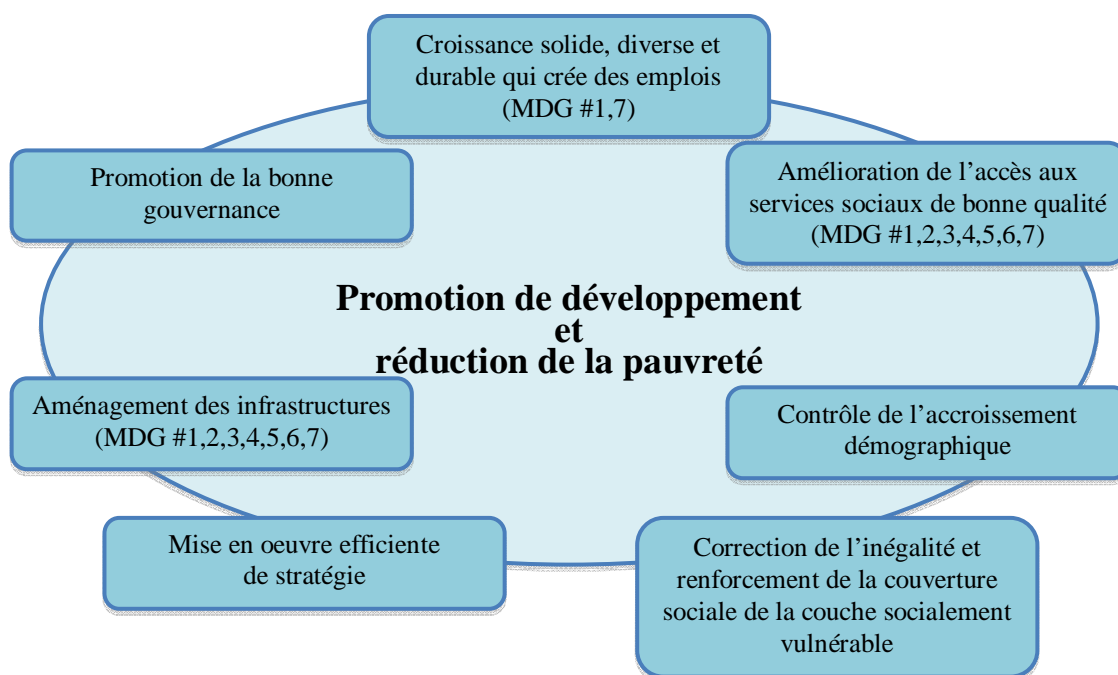 Croissance solide, diverse et
durable qui crée des emplois
(MDG #1,7)
Promotion de la bonne
gouvernance
Amélioration de l’accès aux
services sociaux de bonne qualité
(MDG #1,2,3,4,5,6,7)
Promotion de développement
et
réduction de la pauvreté
Aménagement des infrastructures
(MDG #1,2,3,4,5,6,7)
Contrôle de l’accroissement
démographique
Mise en oeuvre efficiente
de stratégie
Correction de l’inégalité et
renforcement de la couverture
sociale de la couche socialement
vulnérable